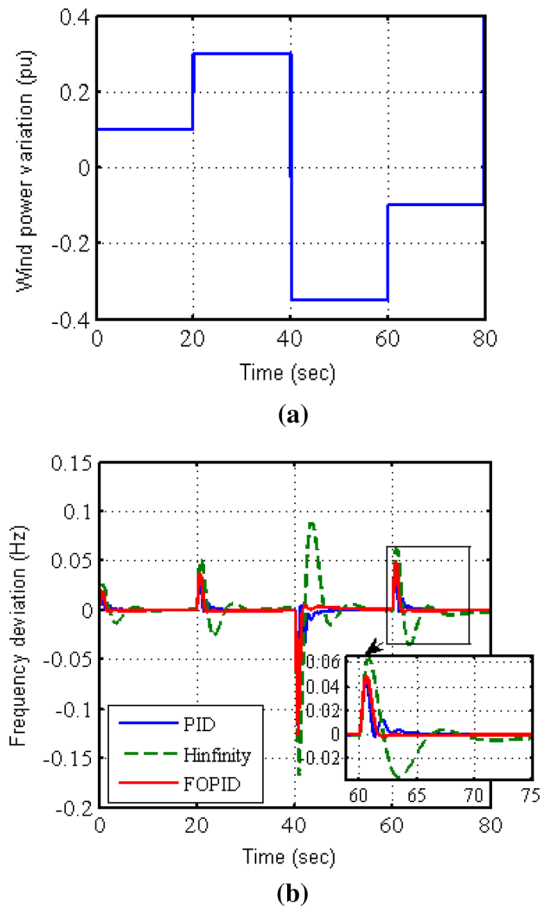 0.4
0.2
0
-0.2
-0.4
Wind power variation (pu)
0 20 40 60 80
Time (sec)
(a)
0.15
0.1
0.05
0
-0.05
-0.1
-0.15
-0.2
Frequency deviation (Hz)
PID
Hinfinity
FOPID
0.06
0.04
0.02
0
0.02
60 65 70 75
0 20 40 60 80
Time (sec)
(b)